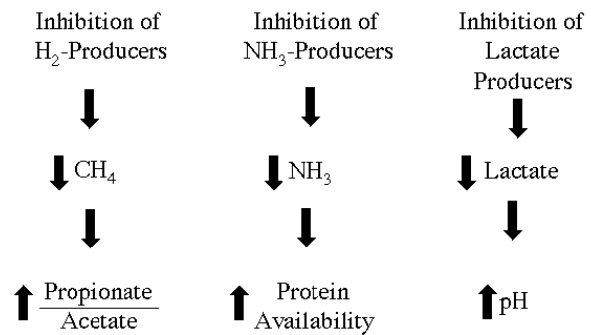 Inhibition of
H₂-Producers
CH₄
Propionate
Acetate
Inhibition of
NH₃-Producers
NH₃
Protein
Availability
Inhibition of
Lactate
Producers
Lactate
pH